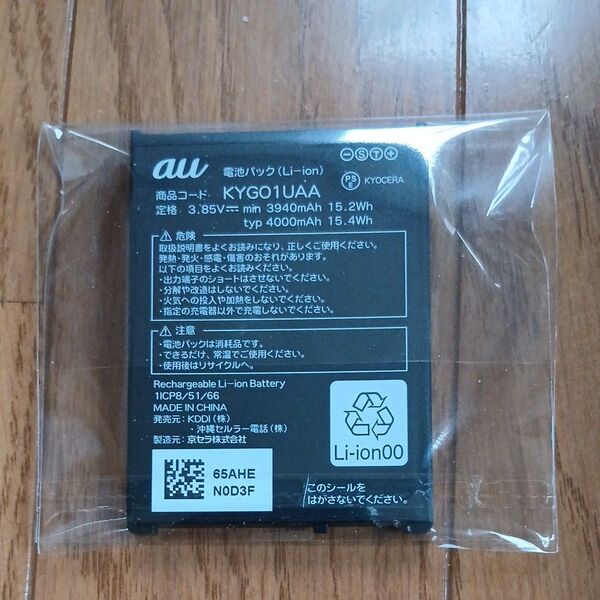 au 電池パック(Li-ion)
⊖ⓈⓉ⊕
PS E KYOCERA
商品コード KYG01UAA
定格 3.85V⎓ min 3940mAh 15.2Wh
typ 4000mAh 15.4Wh
⚠危険
取扱説明書をよくお読みになり、正しくご使用ください。
発熱・発火・感電・傷害のおそれがあります。
以下の項目をよくお読みください。
・出力端子のショートはさせないでください。
・分解や改造はしないでください。
・火気への投入や加熱をしないでください。
・指定の充電器以外で充電しないでください。
⚠注意
・電池パックは消耗品です。
・できるだけ、常温でご使用ください。
・使用後はリサイクルへ。
Rechargeable Li-ion Battery
1ICP8/51/66
MADE IN CHINA
発売元：KDDI(株)
・沖縄セルラー電話(株)
製造元：京セラ株式会社
Li-ion00
65AHE
N0D3F
このシールを
はがさないでください。